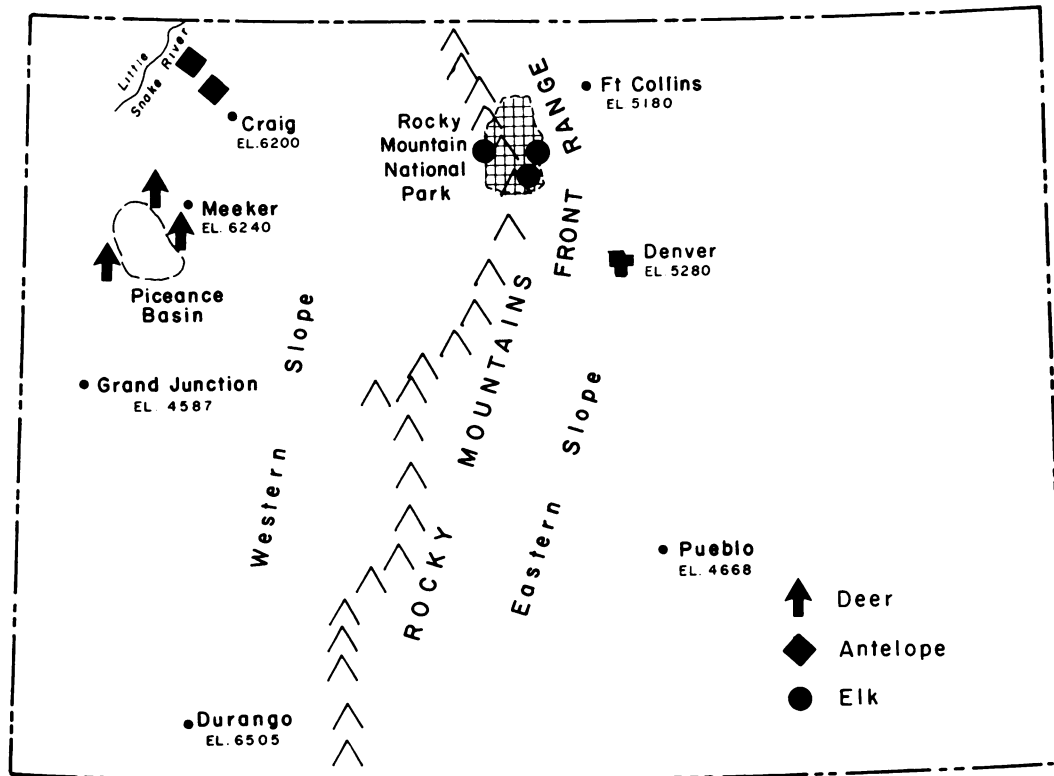 Little
Snake River
Craig
EL.6200
Rocky
Mountain
National
Park
RANGE
Ft Collins
EL 5180
Meeker
EL. 6240
FRONT
Denver
EL. 5280
Piceance
Basin
Western Slope
Grand Junction
EL. 4587
ROCKY MOUNTAINS
Eastern Slope
Pueblo
EL. 4668
Deer
Antelope
Elk
Durango
EL.6505